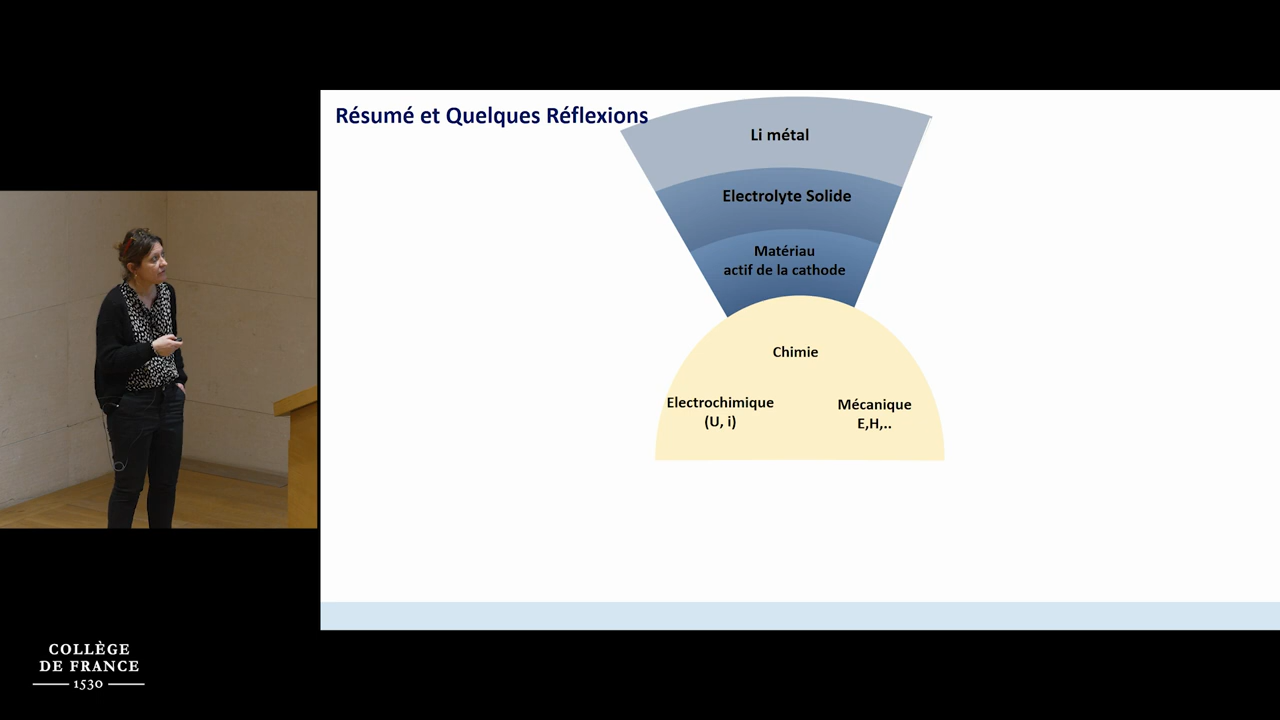 Résumé et Quelques Réflexions
Li métal
Electrolyte Solide
Matériau
actif de la cathode
Chimie
Electrochimique
(U, i)
Mécanique
E,H,..
COLLÈGE
DE FRANCE
1530